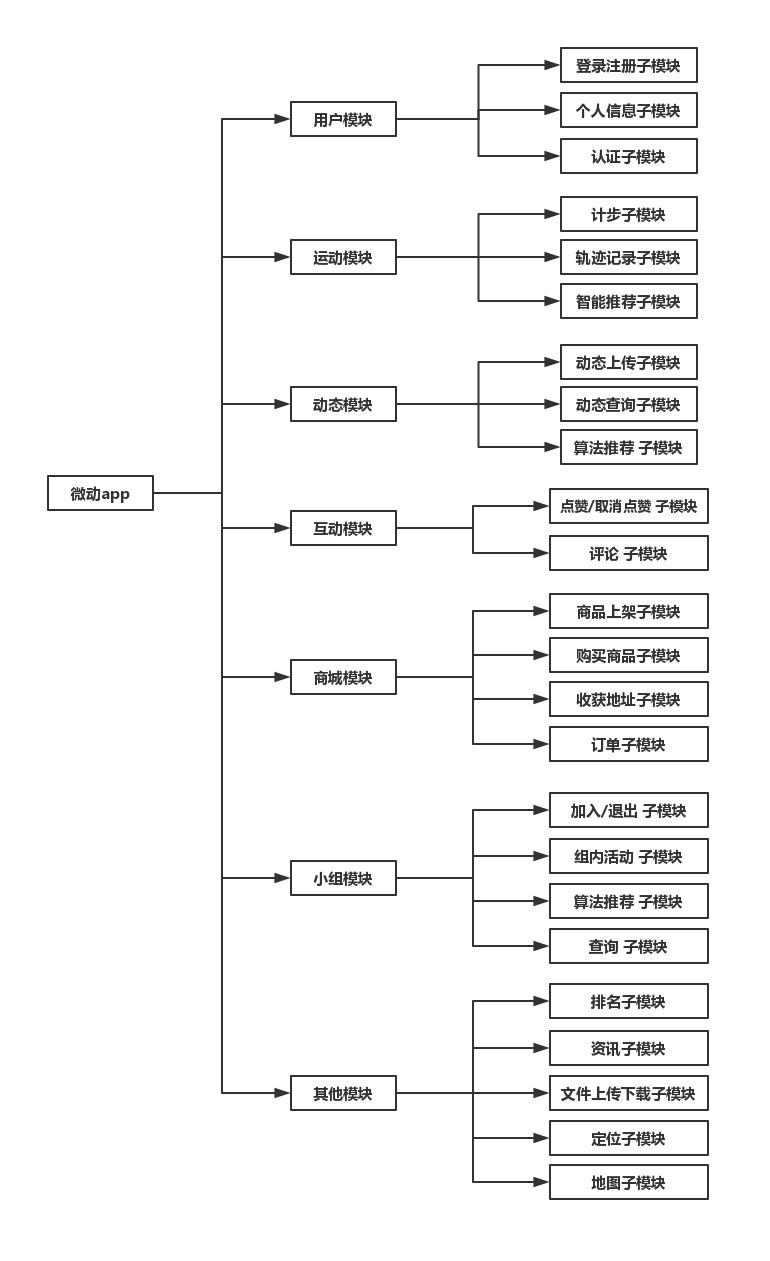 微动app
用户模块
登录注册子模块
个人信息子模块
认证子模块
运动模块
计步子模块
轨迹记录子模块
智能推荐子模块
动态模块
动态上传子模块
动态查询子模块
算法推荐 子模块
互动模块
点赞/取消点赞 子模块
评论 子模块
商城模块
商品上架子模块
购买商品子模块
收获地址子模块
订单子模块
小组模块
加入/退出 子模块
组内活动 子模块
算法推荐 子模块
查询 子模块
其他模块
排名子模块
资讯子模块
文件上传下载子模块
定位子模块
地图子模块